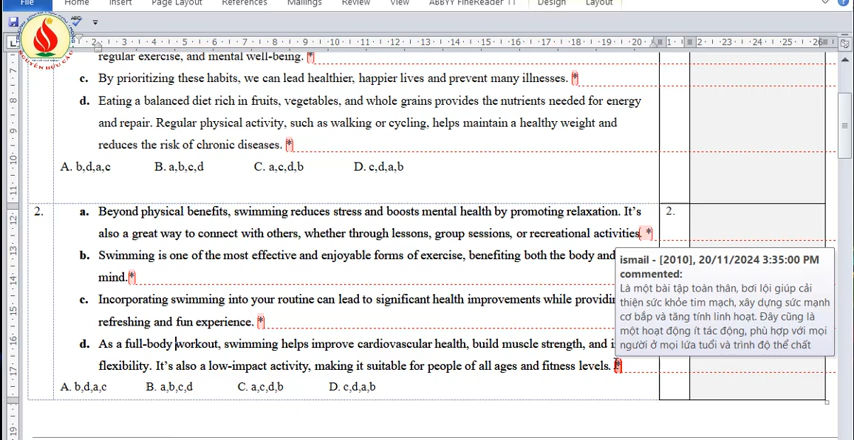 File Home Insert Page Layout References Mailings Review View ABBYY FineReader 11 Design Layout
regular exercise, and mental well-being.
c. By prioritizing these habits, we can lead healthier, happier lives and prevent many illnesses.
d. Eating a balanced diet rich in fruits, vegetables, and whole grains provides the nutrients needed for energy
and repair. Regular physical activity, such as walking or cycling, helps maintain a healthy weight and
reduces the risk of chronic diseases.
A. b,d,a,c B. a,b,c,d C. a,c,d,b D. c,d,a,b
2. a. Beyond physical benefits, swimming reduces stress and boosts mental health by promoting relaxation. It's 2.
also a great way to connect with others, whether through lessons, group sessions, or recreational activities.
b. Swimming is one of the most effective and enjoyable forms of exercise, benefiting both the body and
mind.
c. Incorporating swimming into your routine can lead to significant health improvements while
refreshing and fun experience.
d. As a full-body workout, swimming helps improve cardiovascular health, build muscle strength, and
flexibility. It's also a low-impact activity, making it suitable for people of all ages and fitness levels.
A. b,d,a,c B. a,b,c,d C. a,c,d,b D. c,d,a,b
ismail - [2010], 20/11/2024 3:35:00 PM
commented:
Là một bài tập toàn thân, bơi lội giúp cải
thiện sức khỏe tim mạch, xây dựng sức mạnh
cơ bắp và tăng tính linh hoạt. Đây cũng là
một hoạt động ít tác động, phù hợp với mọi
người ở mọi lứa tuổi và trình độ thể chất